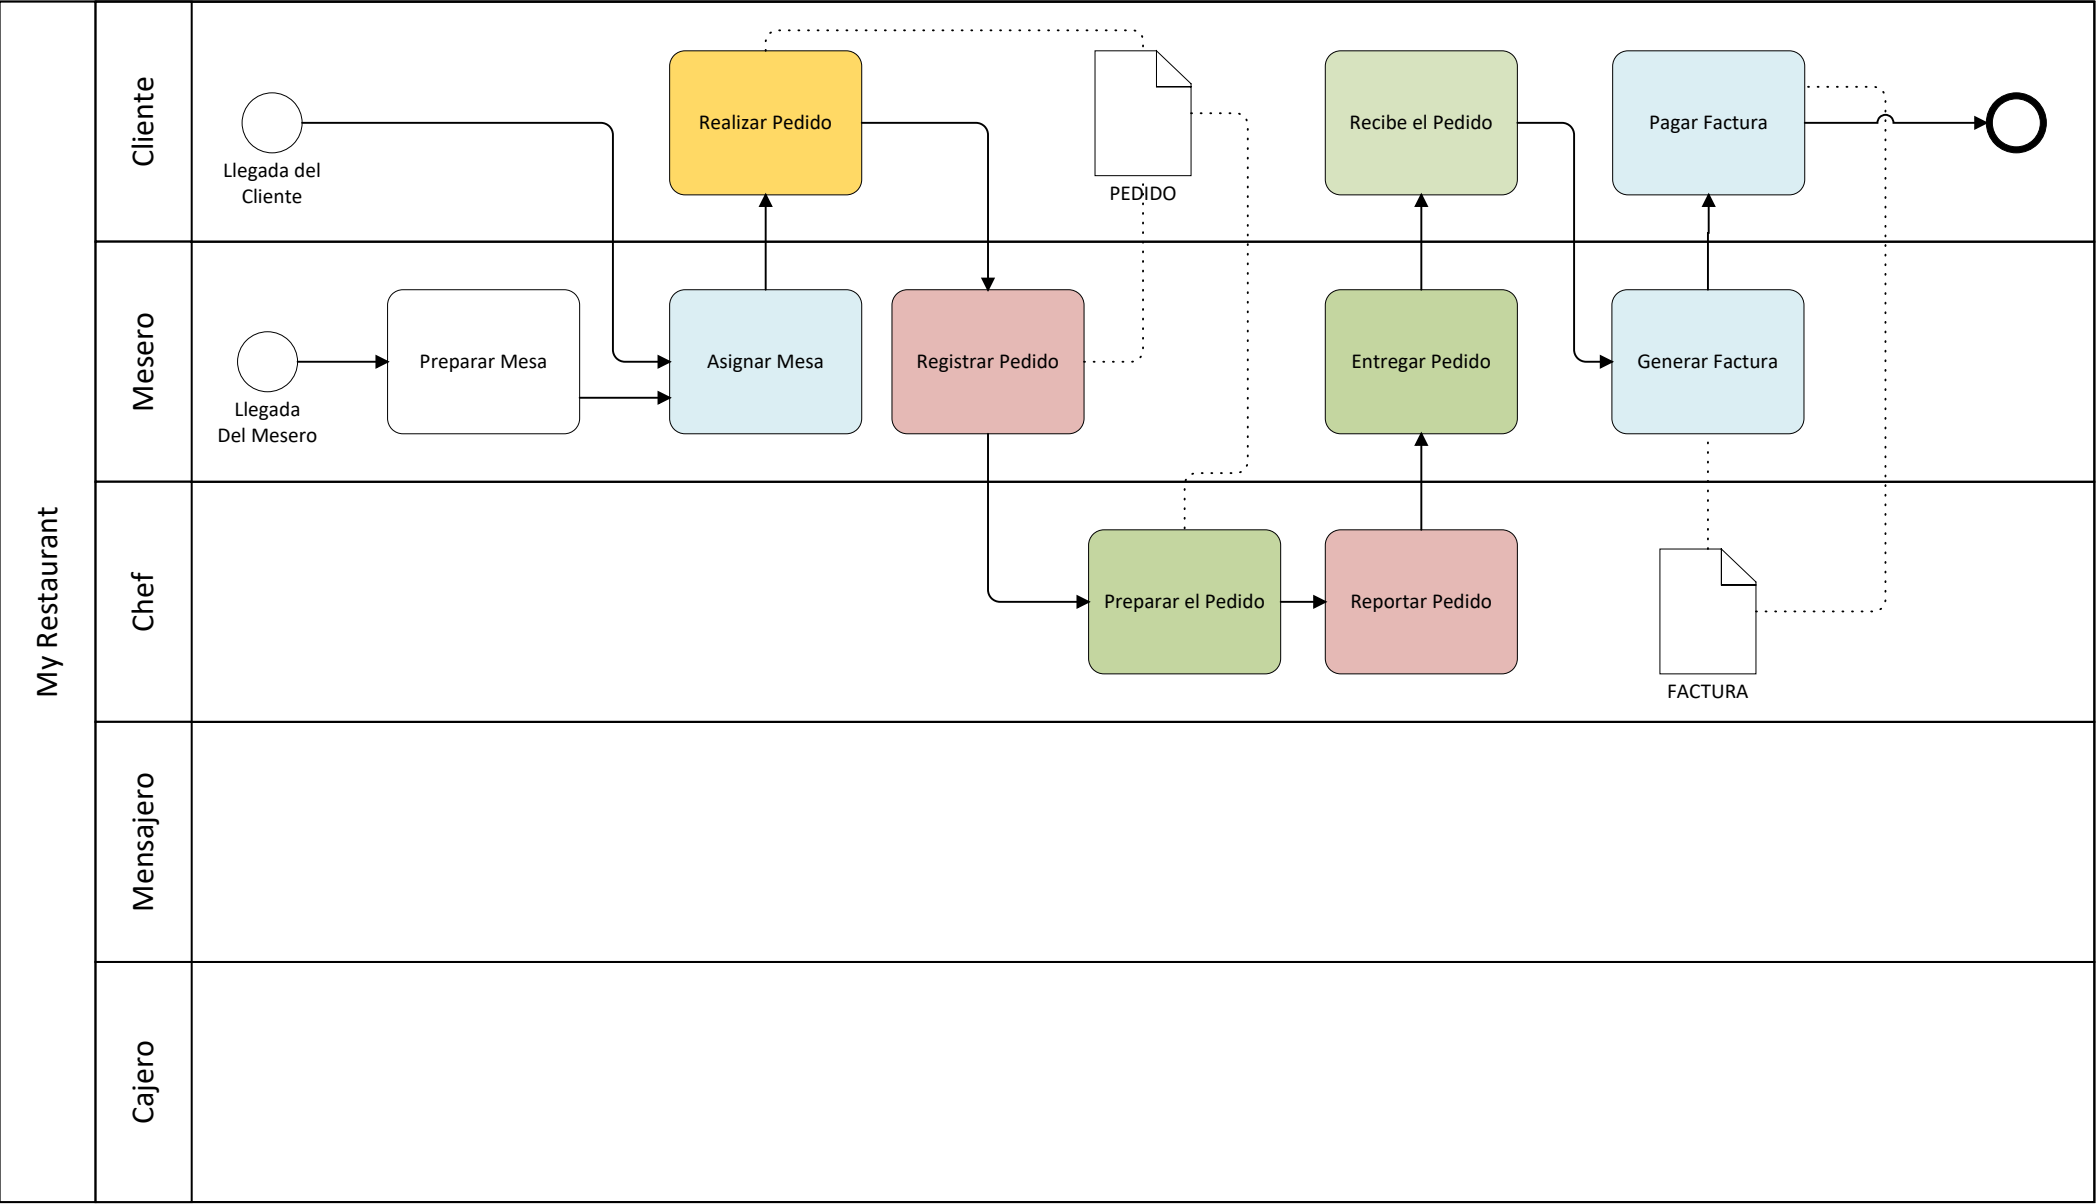 My Restaurant
Cliente
Llegada del
Cliente
Realizar Pedido
PEDIDO
Recibe el Pedido
Pagar Factura
Mesero
Llegada
Del Mesero
Preparar Mesa
Asignar Mesa
Registrar Pedido
Entregar Pedido
Generar Factura
Chef
Preparar el Pedido
Reportar Pedido
FACTURA
Mensajero
Cajero